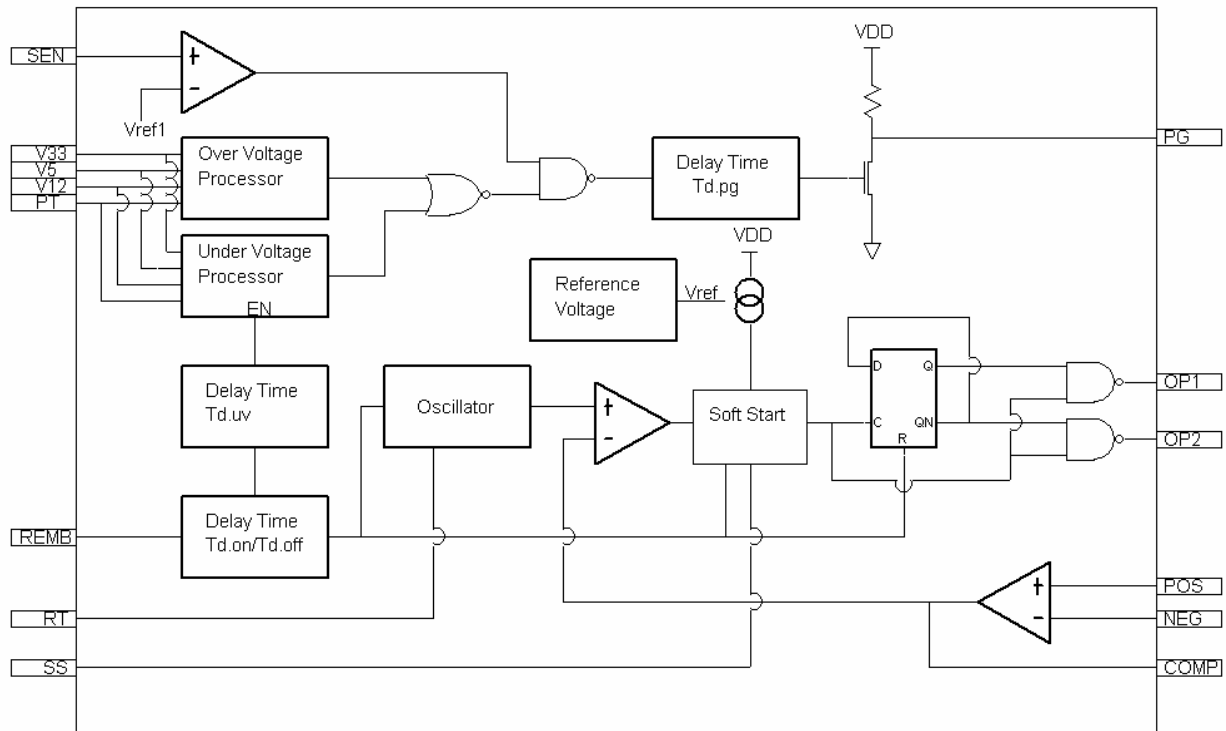 SEN
+
-
Vref1
VDD
PG
V33
V5
V12
PT
Over Voltage
Processor
Delay Time
Td.pg
Under Voltage
Processor
EN
VDD
Reference
Voltage
Vref
Delay Time
Td.uv
Oscillator
+
-
Soft Start
D
Q
C
QN
R
OP1
OP2
REMB
Delay Time
Td.on/Td.off
RT
SS
+
-
POS
NEG
COMP